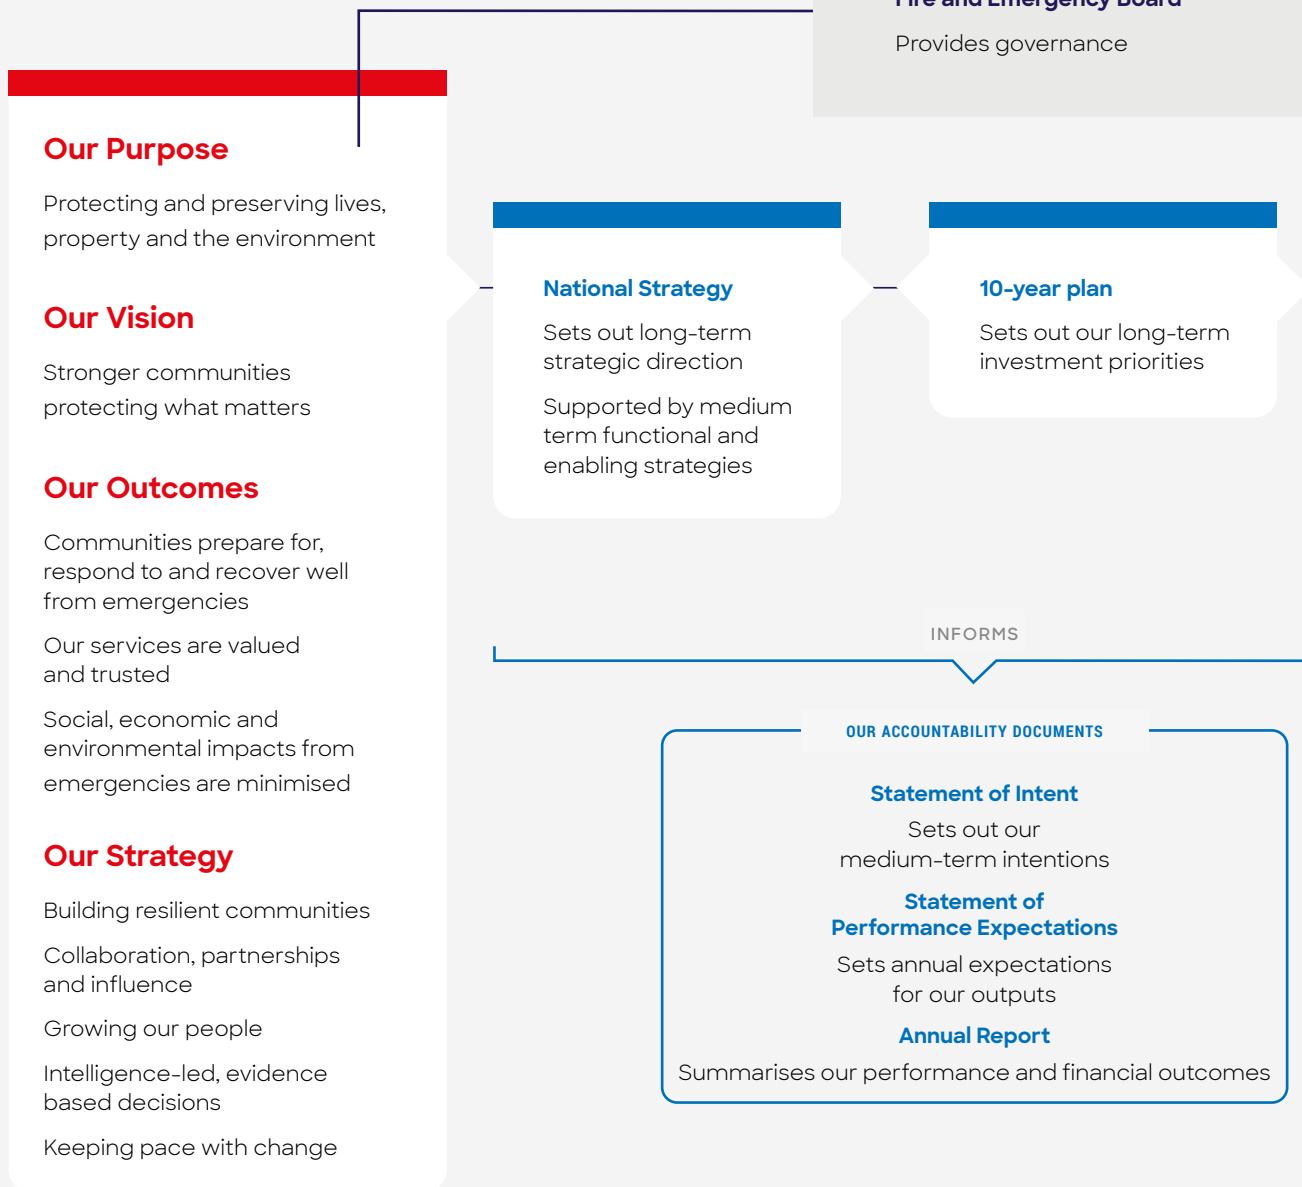 Fire and Emergency Board
Provides governance
Our Purpose
Protecting and preserving lives,
property and the environment
Our Vision
Stronger communities
protecting what matters
Our Outcomes
Communities prepare for,
respond to and recover well
from emergencies
Our services are valued
and trusted
Social, economic and
environmental impacts from
emergencies are minimised
Our Strategy
Building resilient communities
Collaboration, partnerships
and influence
Growing our people
Intelligence-led, evidence
based decisions
Keeping pace with change
National Strategy
Sets out long-term
strategic direction
Supported by medium
term functional and
enabling strategies
10-year plan
Sets out our long-term
investment priorities
INFORMS
OUR ACCOUNTABILITY DOCUMENTS
Statement of Intent
Sets out our
medium-term intentions
Statement of
Performance Expectations
Sets annual expectations
for our outputs
Annual Report
Summarises our performance and financial outcomes